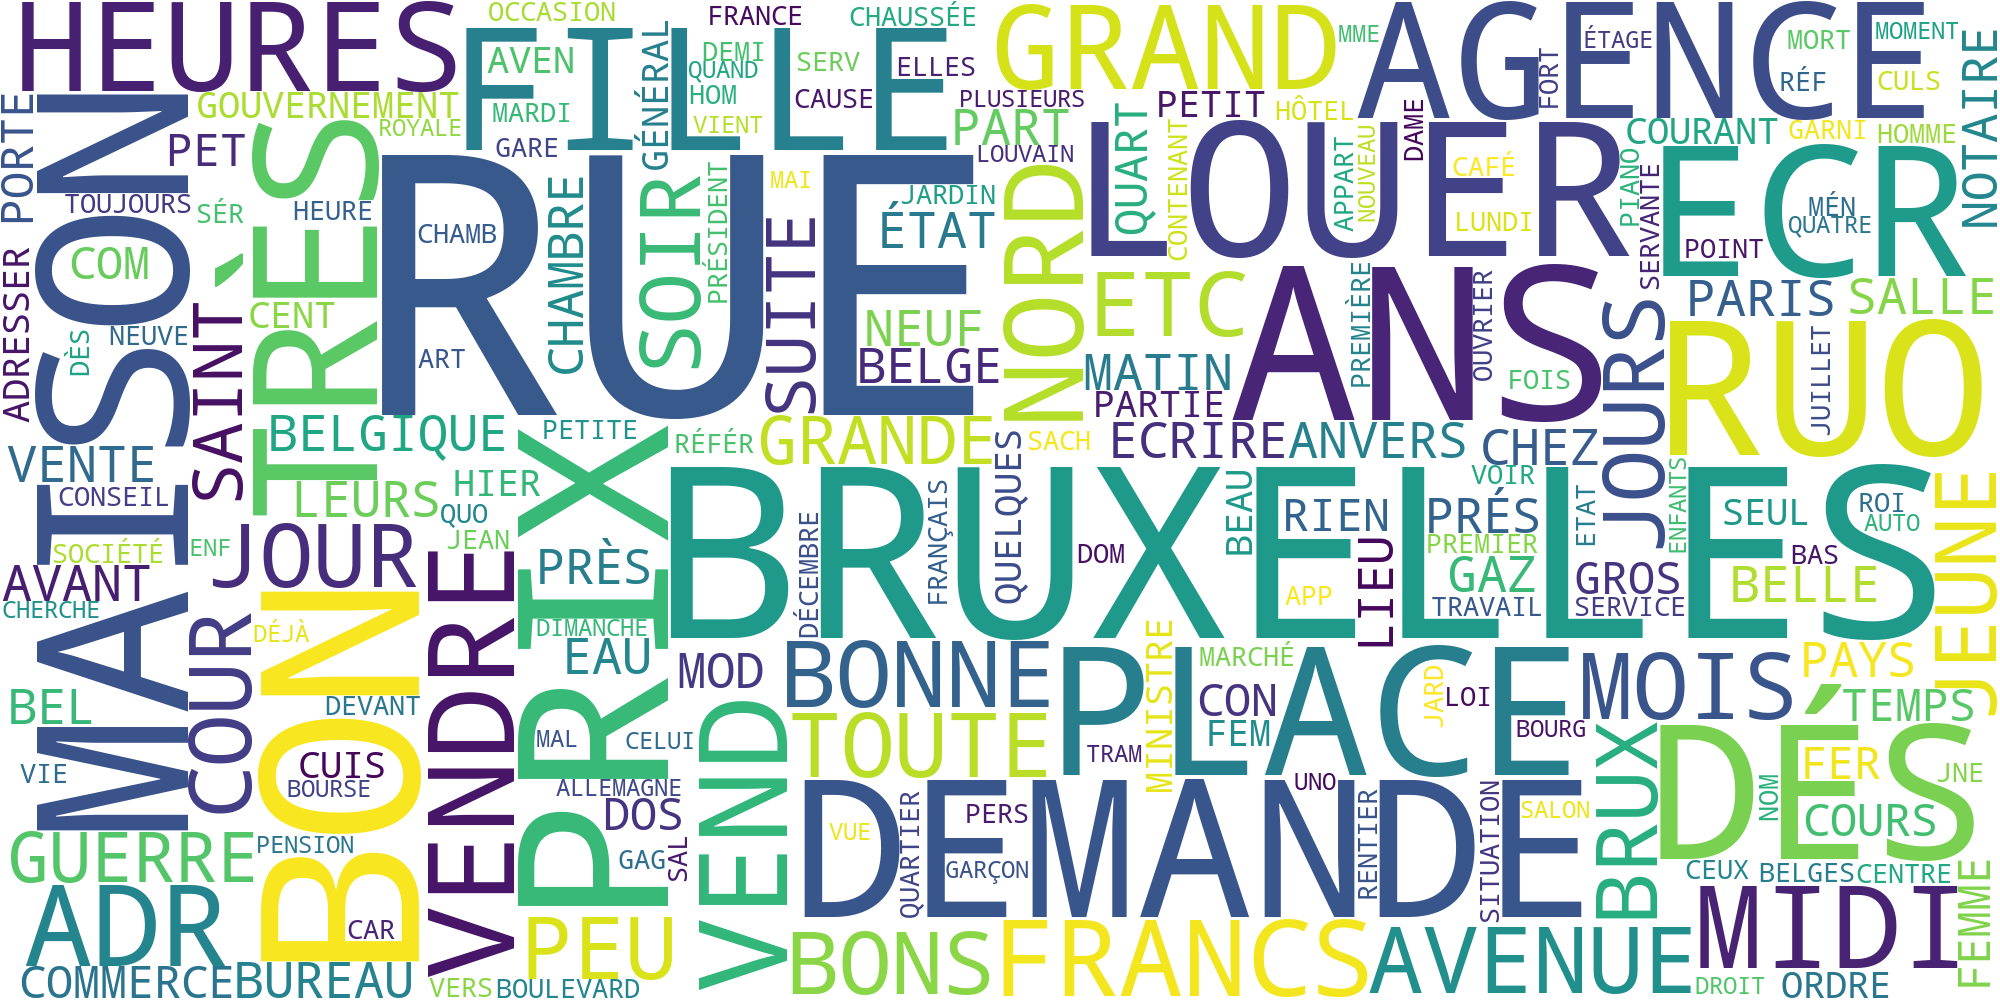 HEURES
OCCASION
FILLE
AVEN
MARDI
GARE
GÉNÉRAL
FRANCE
DEMI
QUAND
HOM
VIENT
CHAUSSÉE
SERV
CAUSE
ELLES
GRAND
PLUSIEURS
PART
LOUVAIN
MME
AGENCE
PETIT
HÔTEL
FORT
ÉTAGE
MORT
RÉF
MOMENT
CULS
NOTAIRE
PORTE
SON
GOUVERNEMENT
ROYALE
PET
TRÈS
TOUJOURS
SÉR
HEURE
COM
CENT
DÈS
NEUVE
ADRESSER
SAINT
RUE
CHAMB
ART
CHAMBRE
SOIR
PRÉSIDENT
MAI
SUITE
JARDIN
ÉTAT
NEUF
BELGE
NORD
ETC
MATIN
PARTIE
QUART
CONTENANT
LOUER
DAME
APPART
NOUVEAU
CAFÉ
LUNDI
COURANT
GARNI
HOMME
PIANO
SERVANTE
ECR
MÉN
QUATRE
POINT
PARIS
SALLE
ANS
PREMIÈRE
OUVRIER
FOIS
JOURS
RUO
JUILLET
VENTE
CONSEIL
MAI
SOCIÉTÉ
ENF
AVANT
CHERCHE
BELGIQUE
LEURS
HIER
QUO
JEAN
JOUR
PETITE
RÉFÉR
GRANDE
PRIX
PRÈS
DIMANCHE
EAU
BRUXELLES
DÉCEMBRE
FRANÇAIS
QUELQUES
SACH
ECRIRE
ANVERS
CHEZ
DOM
BEAU
RIEN
APP
LIEU
VOIR
PRÉS
PREMIER
GAZ
TRAVAIL
ETAT
GROS
SERVICE
ENFANTS
SEUL
ROI
AUTO
BAS
BELLE
JEUNE
COUR
DÉJÀ
BON
BEL
VIE
DEVANT
CUIS
BOURSE
VENDRE
MAL
CELUI
MOD
BONNE
TOUTE
PLACE
TRAM
MINISTRE
MARCHÉ
CON
FEM
JARD
LOI
BOURG
MOIS
PAYS
TEMPS
GUERRE
ADR
PENSION
CAR
COMMERCE
BUREAU
ALLEMAGNE
DOS
GAG
SAL
VEND
PEU
VERS
BOULEVARD
DEMANDE
VUE
QUARTIER
PERS
GARÇON
UNO
RENTIER
SITUATION
SALON
BRUX
DÉS
FER
JNE
NOM
COURS
CEUX
BELGES
CENTRE
BONS
FRANCS
AVENUE
MIDI
DROIT
ORDRE
FEMME